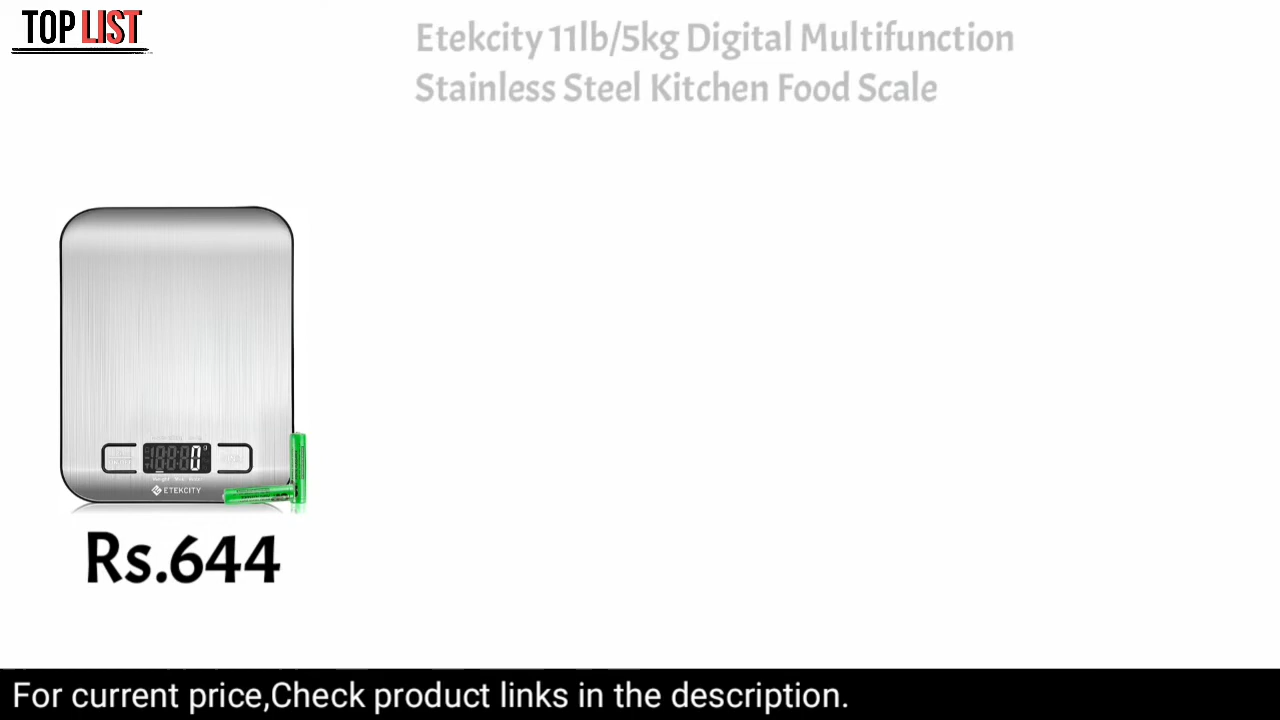 TOP LIST
Etekcity 11lb/5kg Digital Multifunction
Stainless Steel Kitchen Food Scale
ETEKCITY
Rs.644
For current price,Check product links in the description.